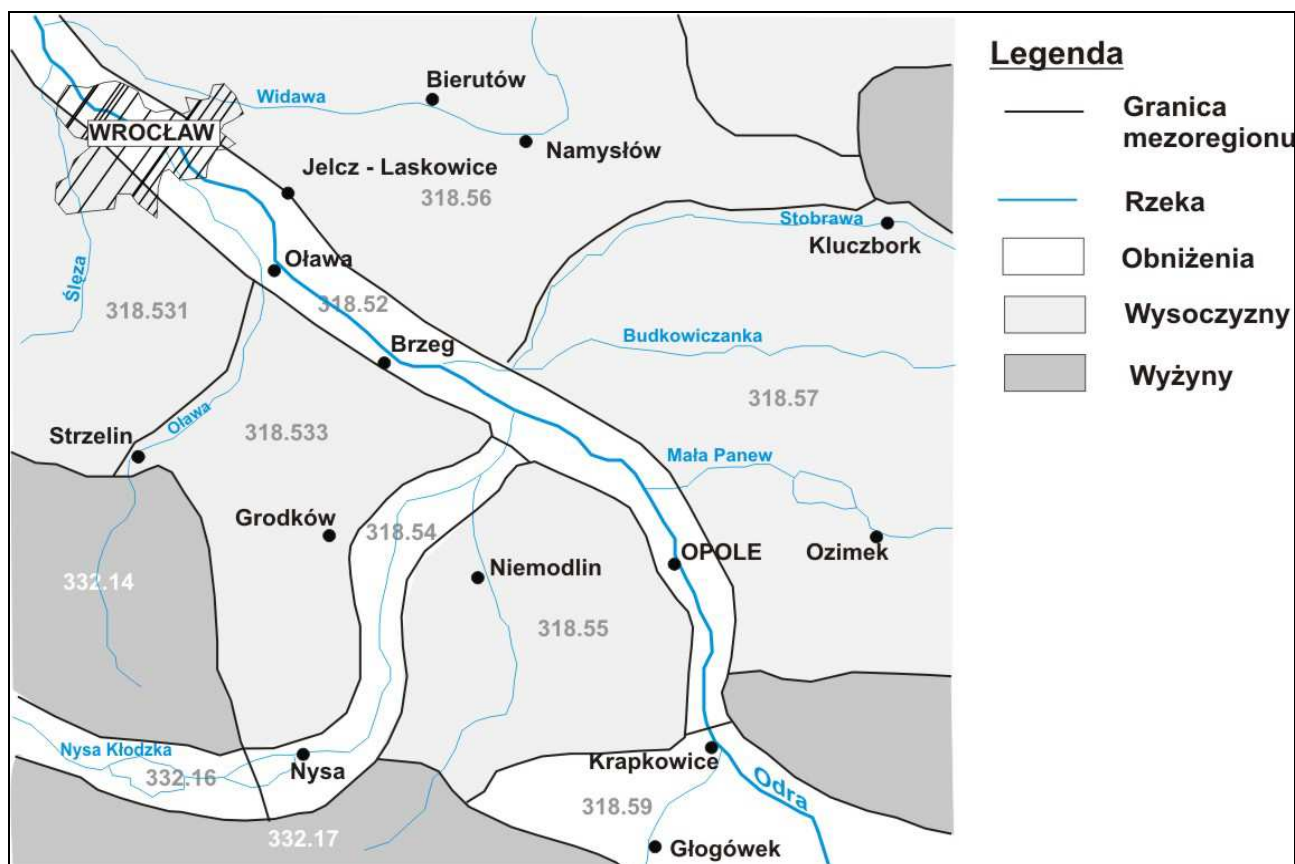 Widawa
Bierutów
WROCŁAW
Namysłów
Jelcz - Laskowice
318.56
Stobrawa
Kluczbork
Ślęza
Oława
318.52
318.531
Brzeg
Budkowiczanka
318.57
Oława
Strzelin
318.533
Mała Panew
Grodków
318.54
OPOLE
Ozimek
Niemodlin
332.14
318.55
Nysa Kłodzka
332.16
Nysa
Krapkowice
Odra
318.59
332.17
Głogówek
Legenda
Granica
mezoregionu
Rzeka
Obniżenia
Wysoczyzny
Wyżyny